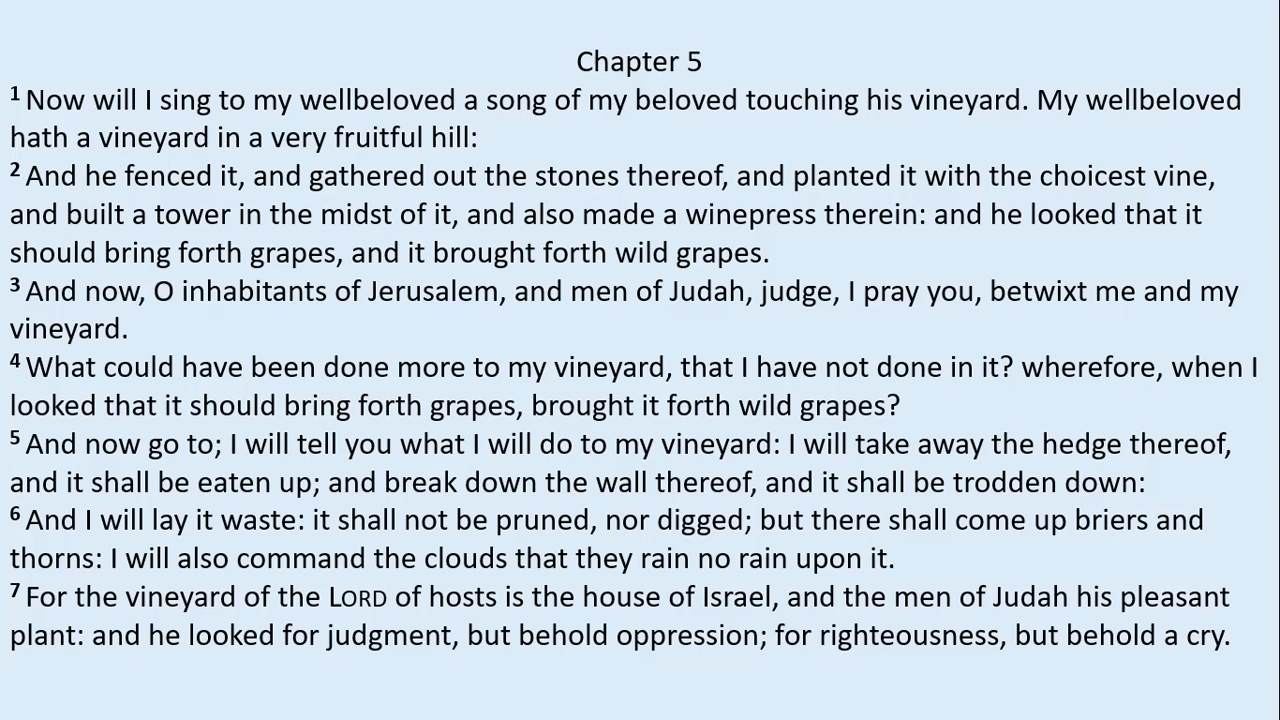 Chapter 5
1 Now will I sing to my wellbeloved a song of my beloved touching his vineyard. My wellbeloved
hath a vineyard in a very fruitful hill:
2 And he fenced it, and gathered out the stones thereof, and planted it with the choicest vine,
and built a tower in the midst of it, and also made a winepress therein: and he looked that it
should bring forth grapes, and it brought forth wild grapes.
3 And now, O inhabitants of Jerusalem, and men of Judah, judge, I pray you, betwixt me and my
vineyard.
4 What could have been done more to my vineyard, that I have not done in it? wherefore, when I
looked that it should bring forth grapes, brought it forth wild grapes?
5 And now go to; I will tell you what I will do to my vineyard: I will take away the hedge thereof,
and it shall be eaten up; and break down the wall thereof, and it shall be trodden down:
6 And I will lay it waste: it shall not be pruned, nor digged; but there shall come up briers and
thorns: I will also command the clouds that they rain no rain upon it.
7 For the vineyard of the LORD of hosts is the house of Israel, and the men of Judah his pleasant
plant: and he looked for judgment, but behold oppression; for righteousness, but behold a cry.